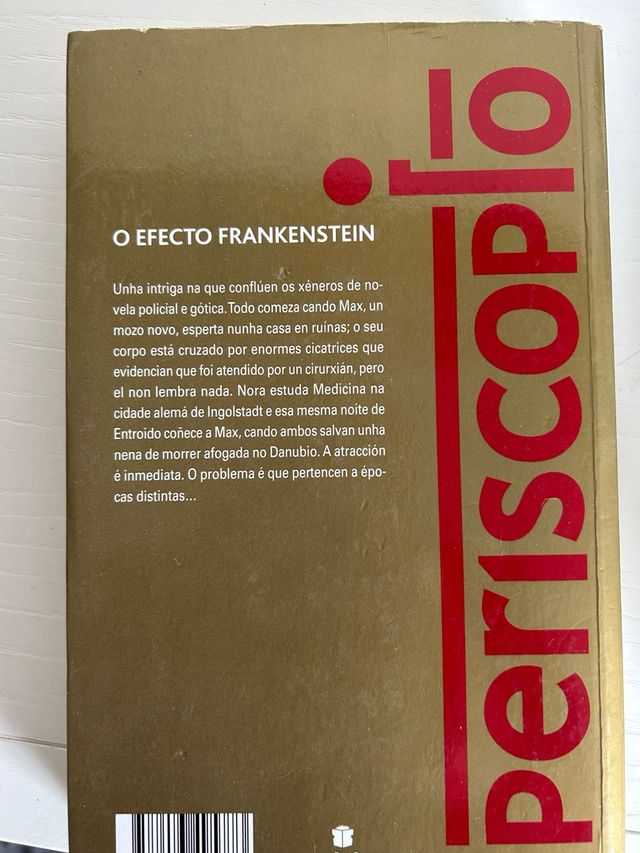 O EFECTO FRANKENSTEIN
Unha intriga na que conflúen os xéneros de no-
vela policial e gótica. Todo comeza cando Max, un
mozo novo, esperta nunha casa en ruínas; o seu
corpo está cruzado por enormes cicatrices que
evidencian que foi atendido por un cirurxián, pero
el non lembra nada. Nora estuda Medicina na
cidade alemá de Ingolstadt e esa mesma noite de
Entroido coñece a Max, cando ambos salvan unha
nena de morrer afogada no Danubio. A atracción
é inmediata. O problema é que pertencen a épo-
cas distintas...
periscopio